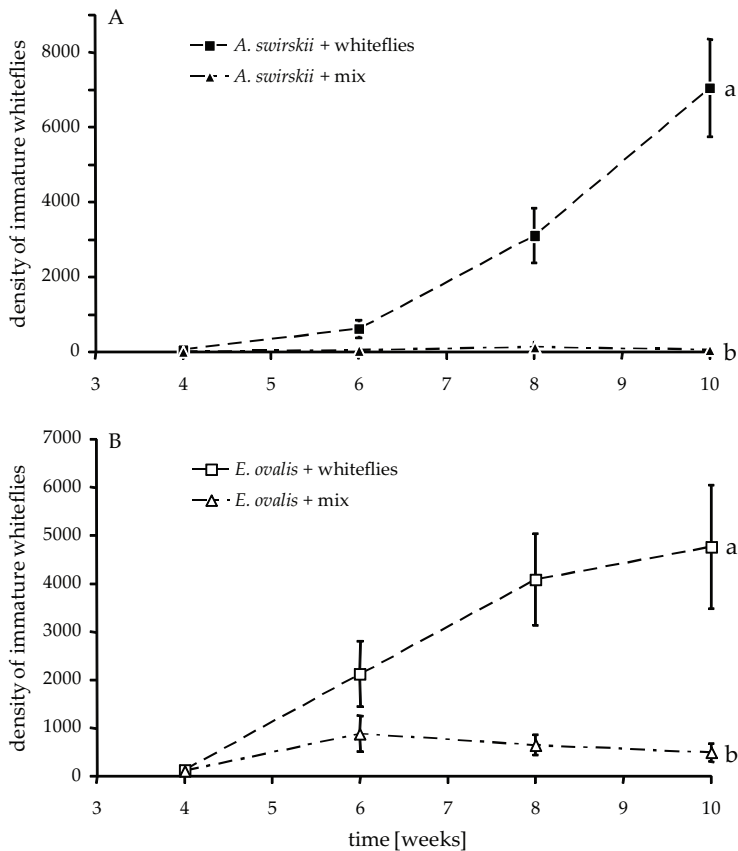 A
A. swirskii + whiteflies
A. swirskii + mix
density of immature whiteflies
8000
6000
4000
2000
0
a
b
3 4 5 6 7 8 9 10
B
E. ovalis + whiteflies
E. ovalis + mix
density of immature whiteflies
7000
6000
5000
4000
3000
2000
1000
0
a
b
3 4 5 6 7 8 9 10
time [weeks]